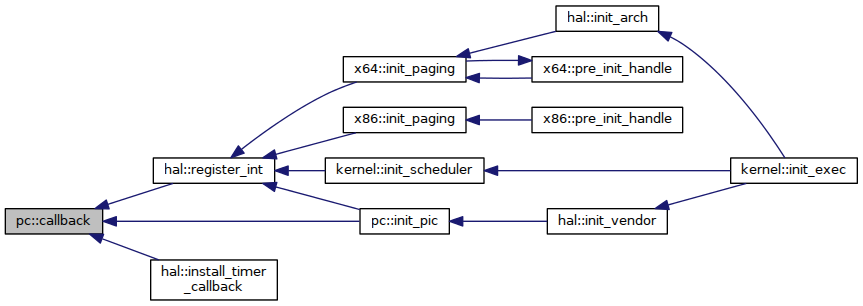 hal::init_arch
x64::init_paging
x64::pre_init_handle
x86::init_paging
x86::pre_init_handle
hal::register_int
kernel::init_scheduler
kernel::init_exec
pc::callback
pc::init_pic
hal::init_vendor
hal::install_timer
_callback